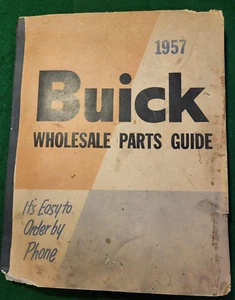 1957
Buick
WHOLESALE PARTS GUIDE
It's Easy to
Order by
Phone